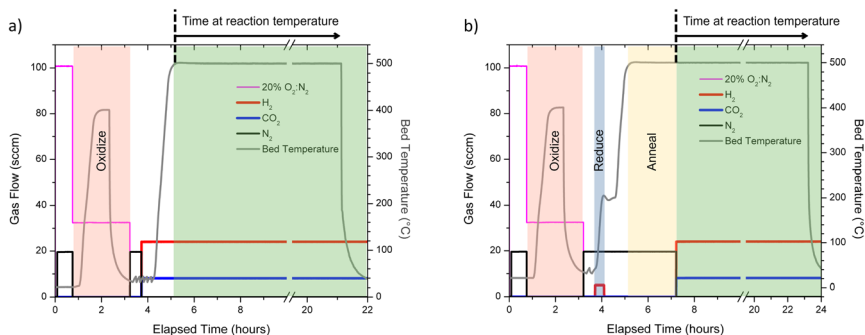 a)
Time at reaction temperature
Gas Flow (sccm)
100
80
60
40
20
0
Oxidize
20% O₂:N₂
H₂
CO₂
N₂
Bed Temperature
500
400
300
200
100
0
Bed Temperature (°C)
0
2
4
6
8
10
20
22
Elapsed Time (hours)
b)
Time at reaction temperature
Gas Flow (sccm)
100
80
60
40
20
0
Oxidize
Reduce
Anneal
20% O₂:N₂
H₂
CO₂
N₂
Bed Temperature
500
400
300
200
100
0
Bed Temperature (°C)
0
2
4
6
8
10
22
24
Elapsed Time (hours)